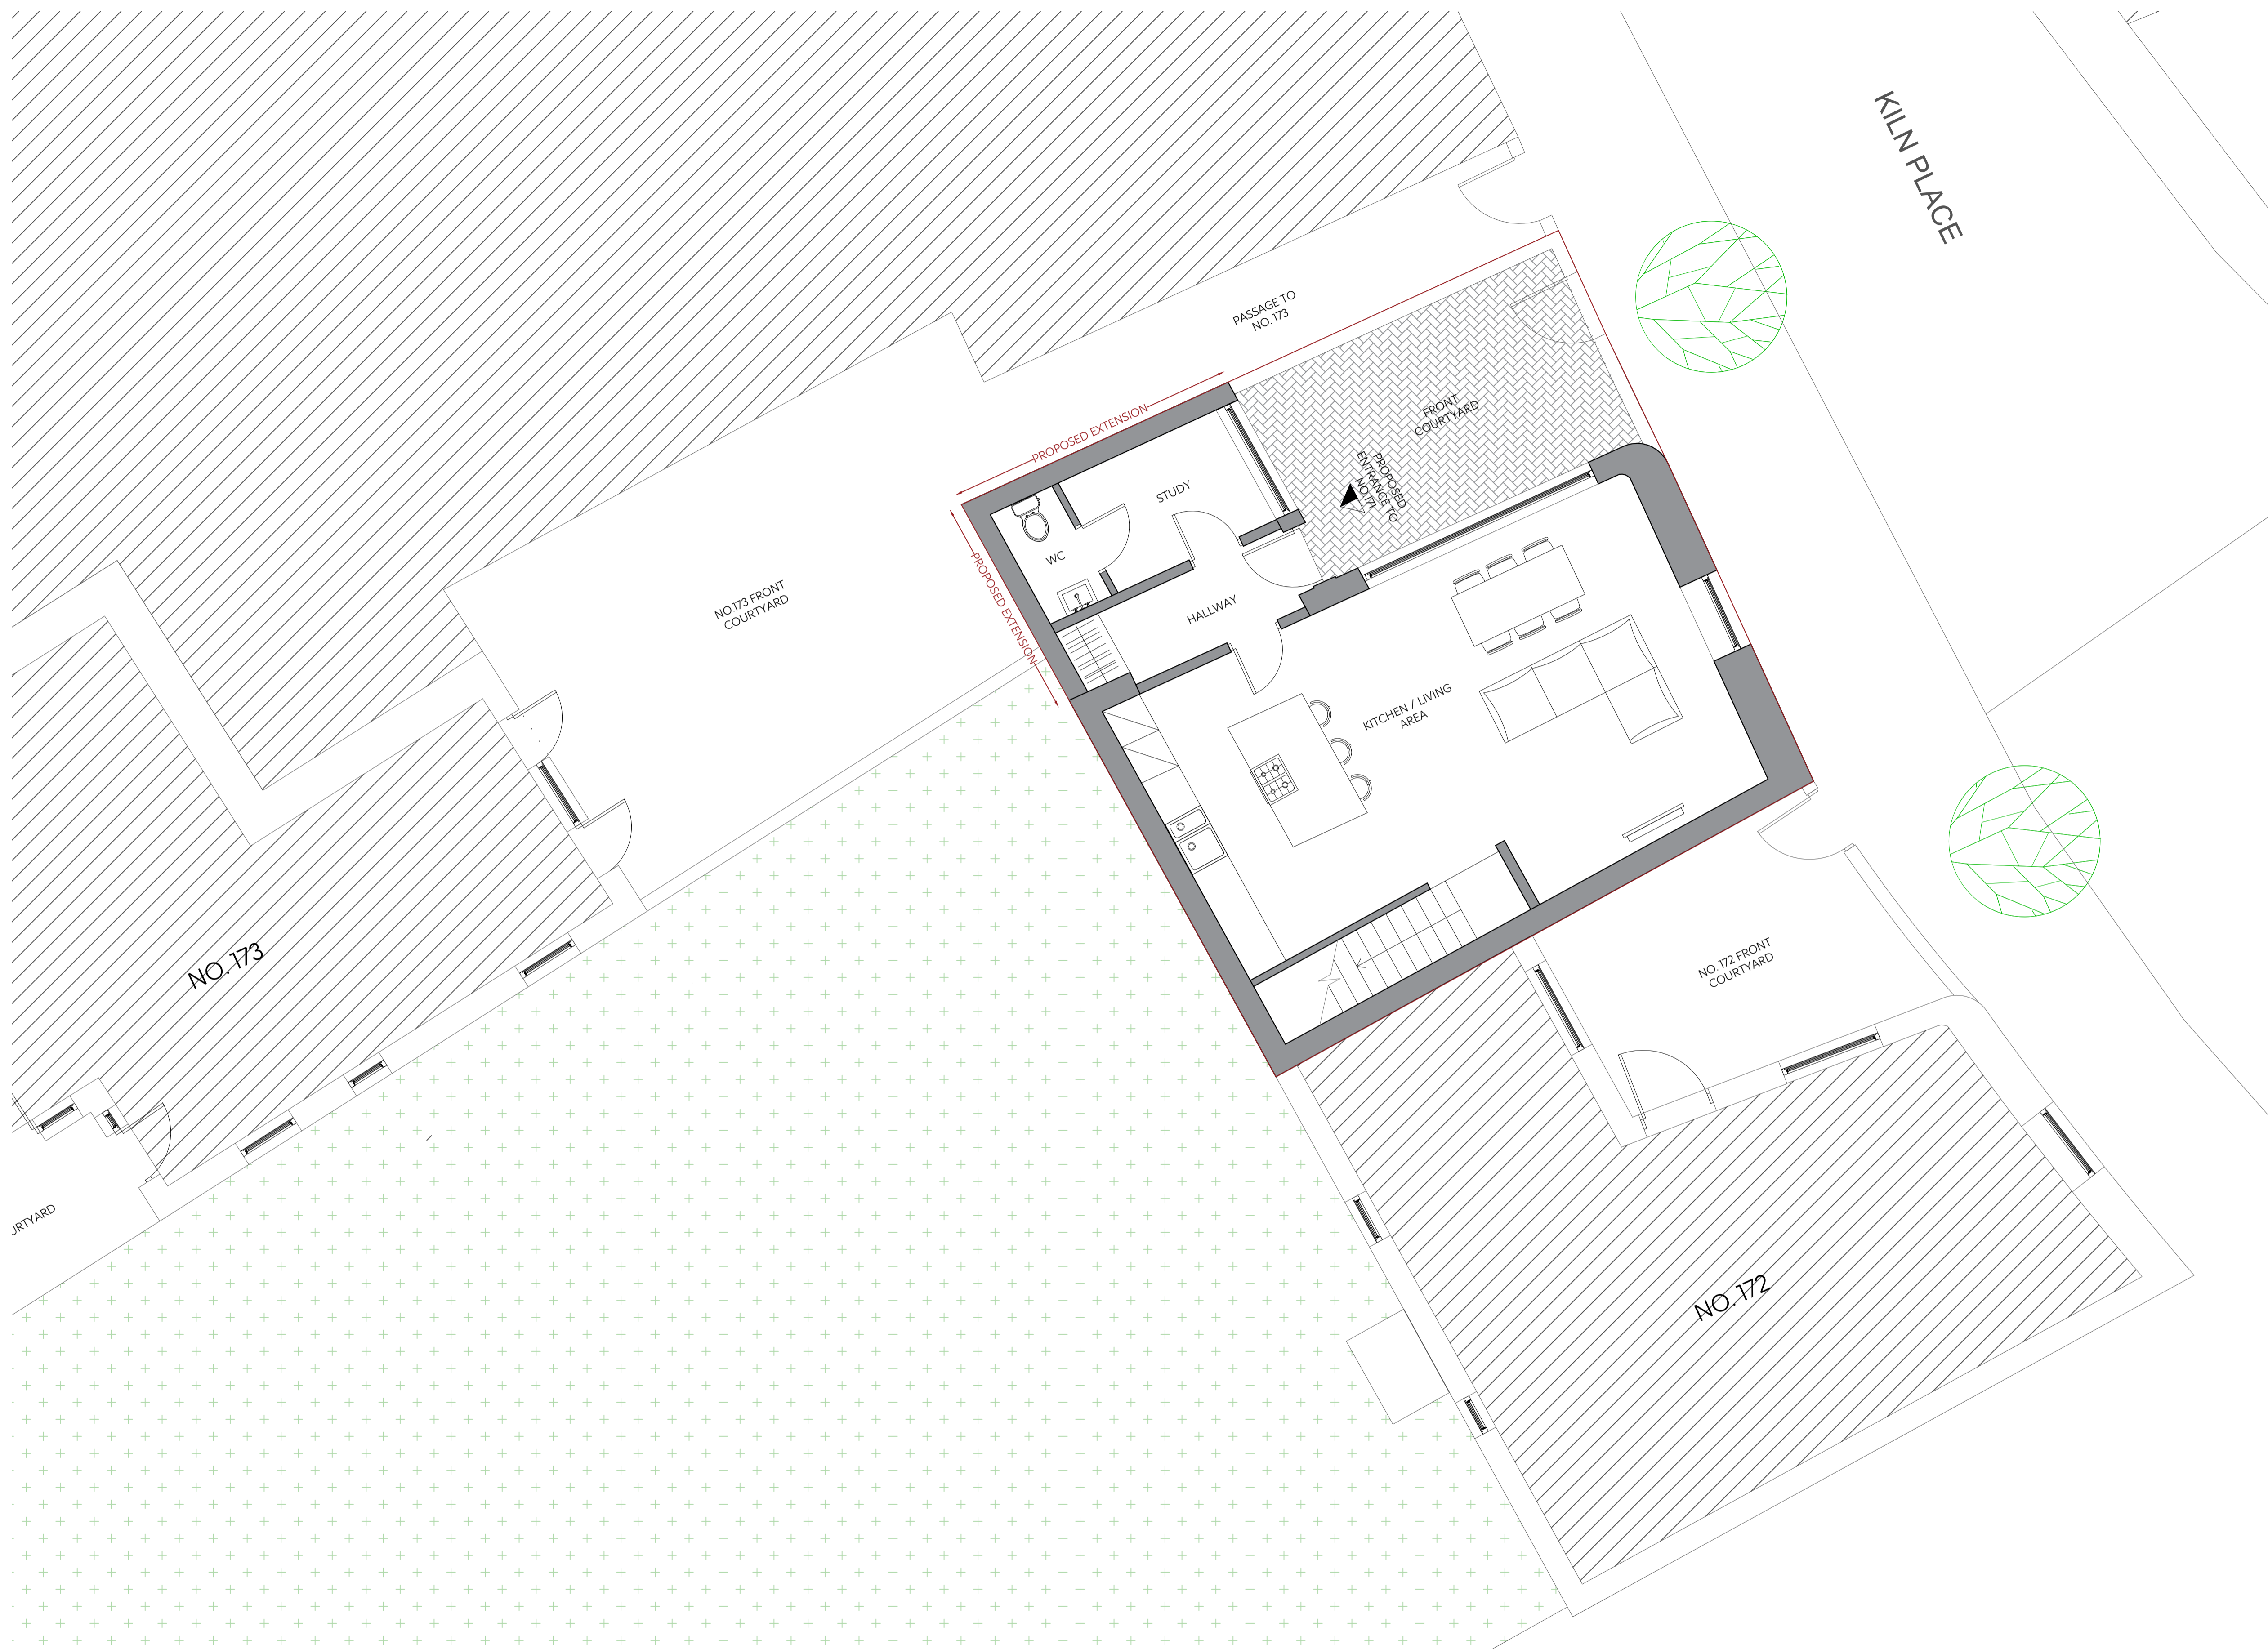 KILN PLACE
PASSAGE TO
NO. 173
PROPOSED EXTENSION
FRONT
COURTYARD
PROPOSED
ENTRANCE TO
NO.171
STUDY
WC
HALLWAY
PROPOSED EXTENSION
NO.173 FRONT
COURTYARD
KITCHEN / LIVING
AREA
NO. 173
NO. 172 FRONT
COURTYARD
NO. 172
URTYARD